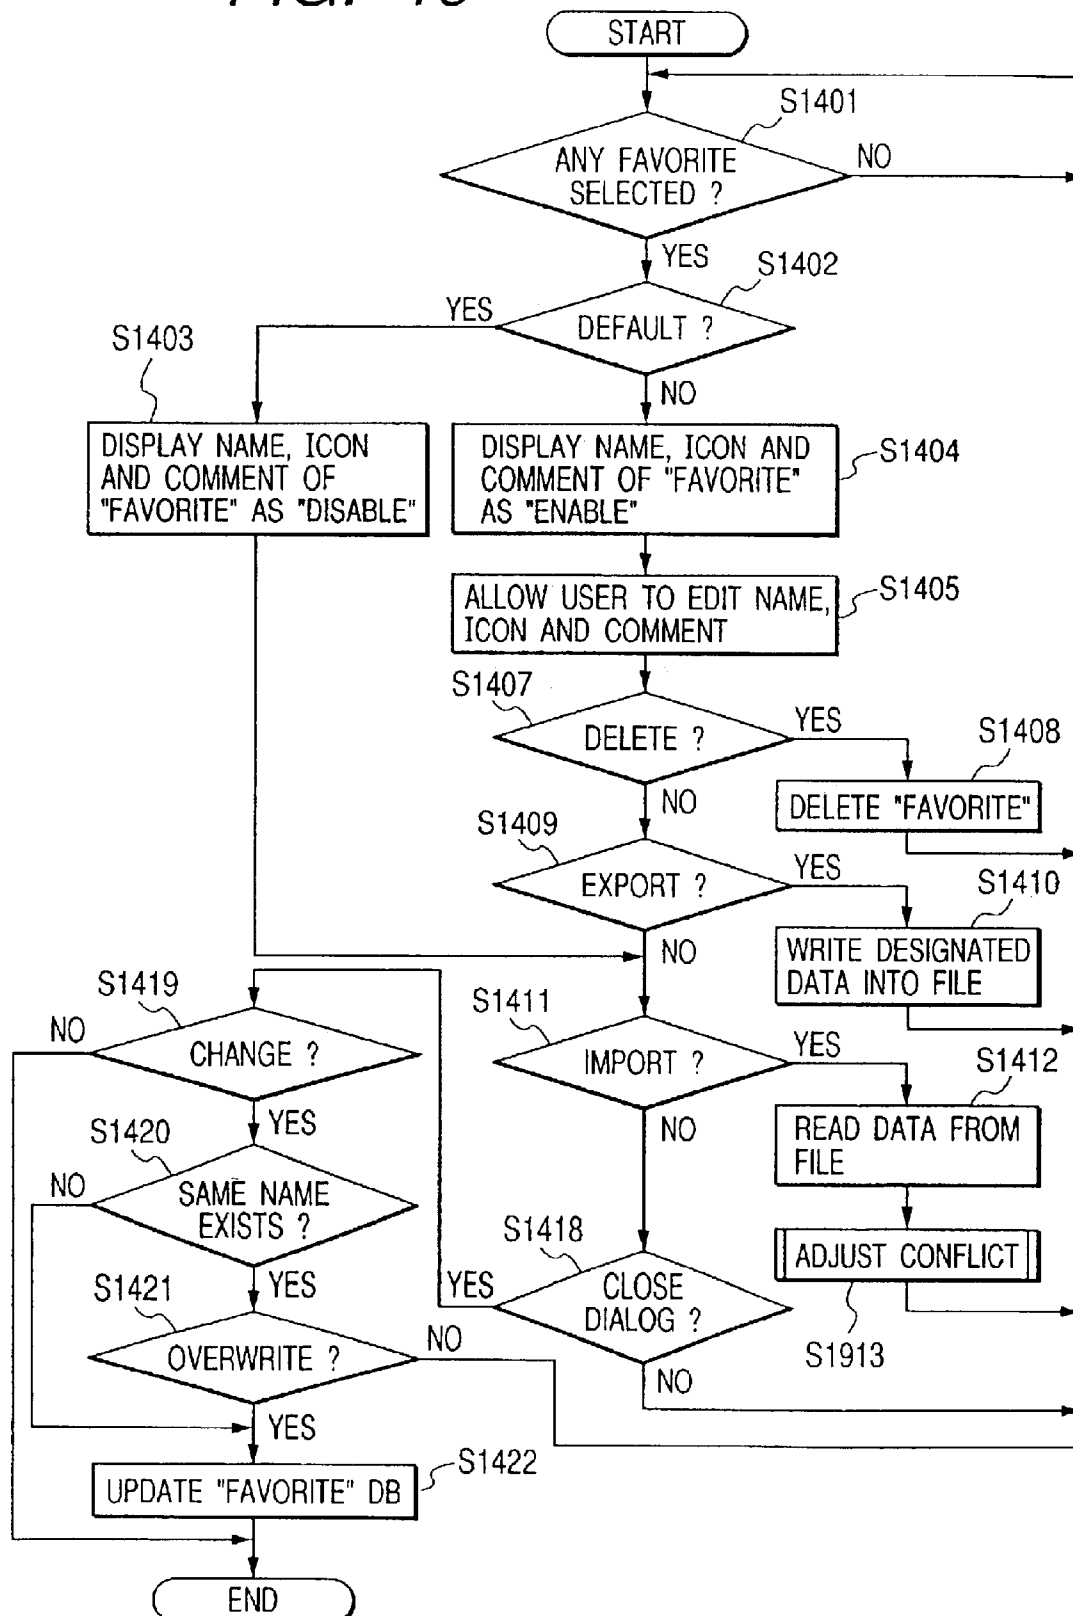 START
S1401
ANY FAVORITE
SELECTED ?
NO
YES
S1402
YES
DEFAULT ?
S1403
NO
DISPLAY NAME, ICON
AND COMMENT OF
"FAVORITE" AS "DISABLE"
DISPLAY NAME, ICON AND
COMMENT OF "FAVORITE"
AS "ENABLE"
S1404
ALLOW USER TO EDIT NAME,
ICON AND COMMENT
S1405
S1407
DELETE ?
YES
S1408
DELETE "FAVORITE"
NO
S1409
EXPORT ?
YES
S1410
WRITE DESIGNATED
DATA INTO FILE
NO
S1419
NO
CHANGE ?
YES
S1411
IMPORT ?
YES
S1412
READ DATA FROM
FILE
NO
S1420
NO
SAME NAME
EXISTS ?
YES
ADJUST CONFLICT
S1913
S1418
YES
CLOSE
DIALOG ?
NO
S1421
OVERWRITE ?
NO
YES
UPDATE "FAVORITE" DB
S1422
END